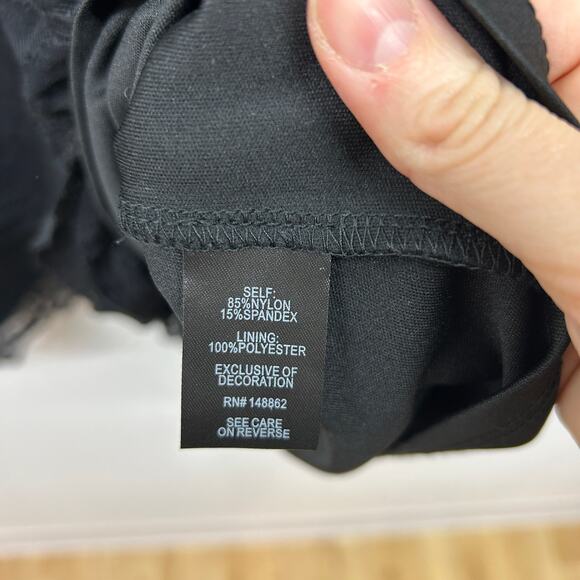 SELF:
85%NYLON
15%SPANDEX
LINING:
100%POLYESTER
EXCLUSIVE OF
DECORATION
RN# 148862
SEE CARE
ON REVERSE